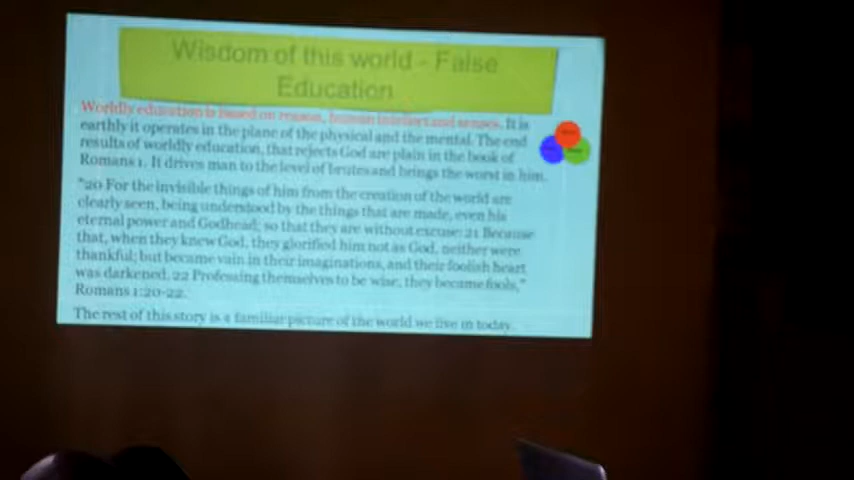 Wisdom of this world - False
Education
Worldly education is based on reason, human intellect and senses. It is
earthly it operates in the plane of the physical and the mental. The end
results of worldly education, that rejects God are plain in the book of
Romans 1. It drives man to the level of brutes and brings the worst in him.
"20 For the invisible things of him from the creation of the world are
clearly seen, being understood by the things that are made, even his
eternal power and Godhead; so that they are without excuse: 21 Because
that, when they knew God, they glorified him not as God, neither were
thankful; but became vain in their imaginations, and their foolish heart
was darkened. 22 Professing themselves to be wise, they became fools,"
Romans 1:20-22.
The rest of this story is a familiar picture of the world we live in today.